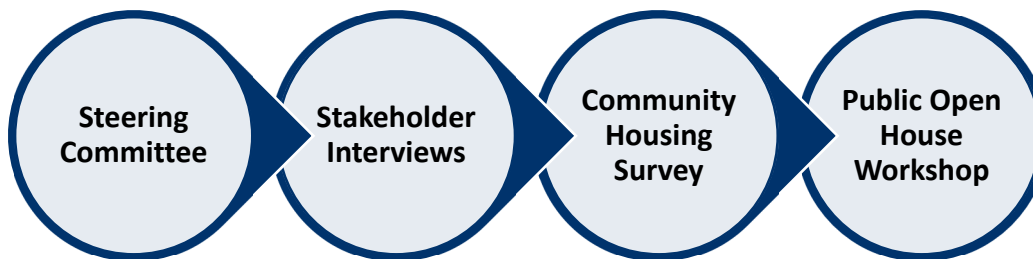 Steering
Committee
Stakeholder
Interviews
Community
Housing
Survey
Public Open
House
Workshop